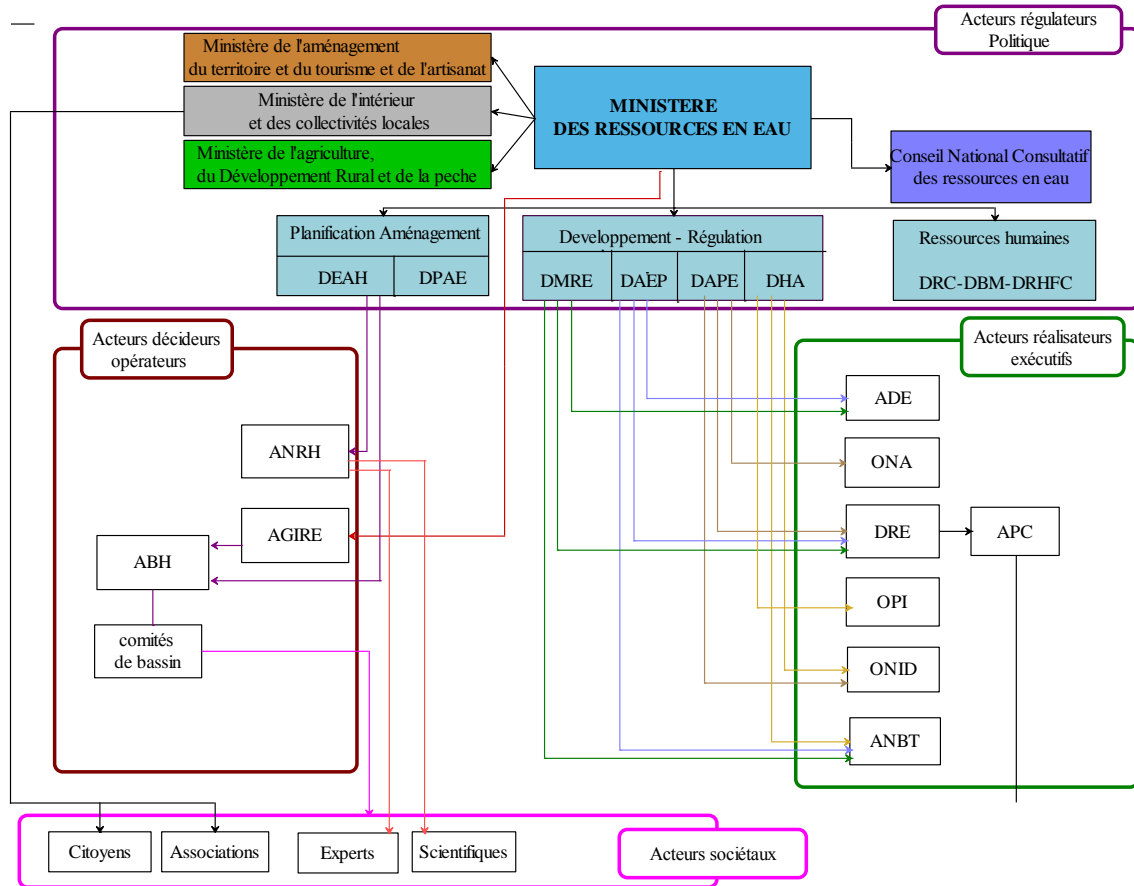 Acteurs régulateurs
Politique
Ministère de l'aménagement
du territoire et du tourisme et de l'artisanat
Ministère de l'intérieur
et des collectivités locales
Ministère de l'agriculture,
du Développement Rural et de la peche
MINISTERE
DES RESSOURCES EN EAU
Conseil National Consultatif
des ressources en eau
Planification Aménagement
DEAH
DPAE
Developpement - Régulation
DMRE
DAEP
DAPE
DHA
Ressources humaines
DRC-DBM-DRHFC
Acteurs décideurs
opérateurs
ANRH
AGIRE
ABH
comités
de bassin
Acteurs réalisateurs
exécutifs
ADE
ONA
DRE
APC
OPI
ONID
ANBT
Citoyens
Associations
Experts
Scientifiques
Acteurs sociétaux